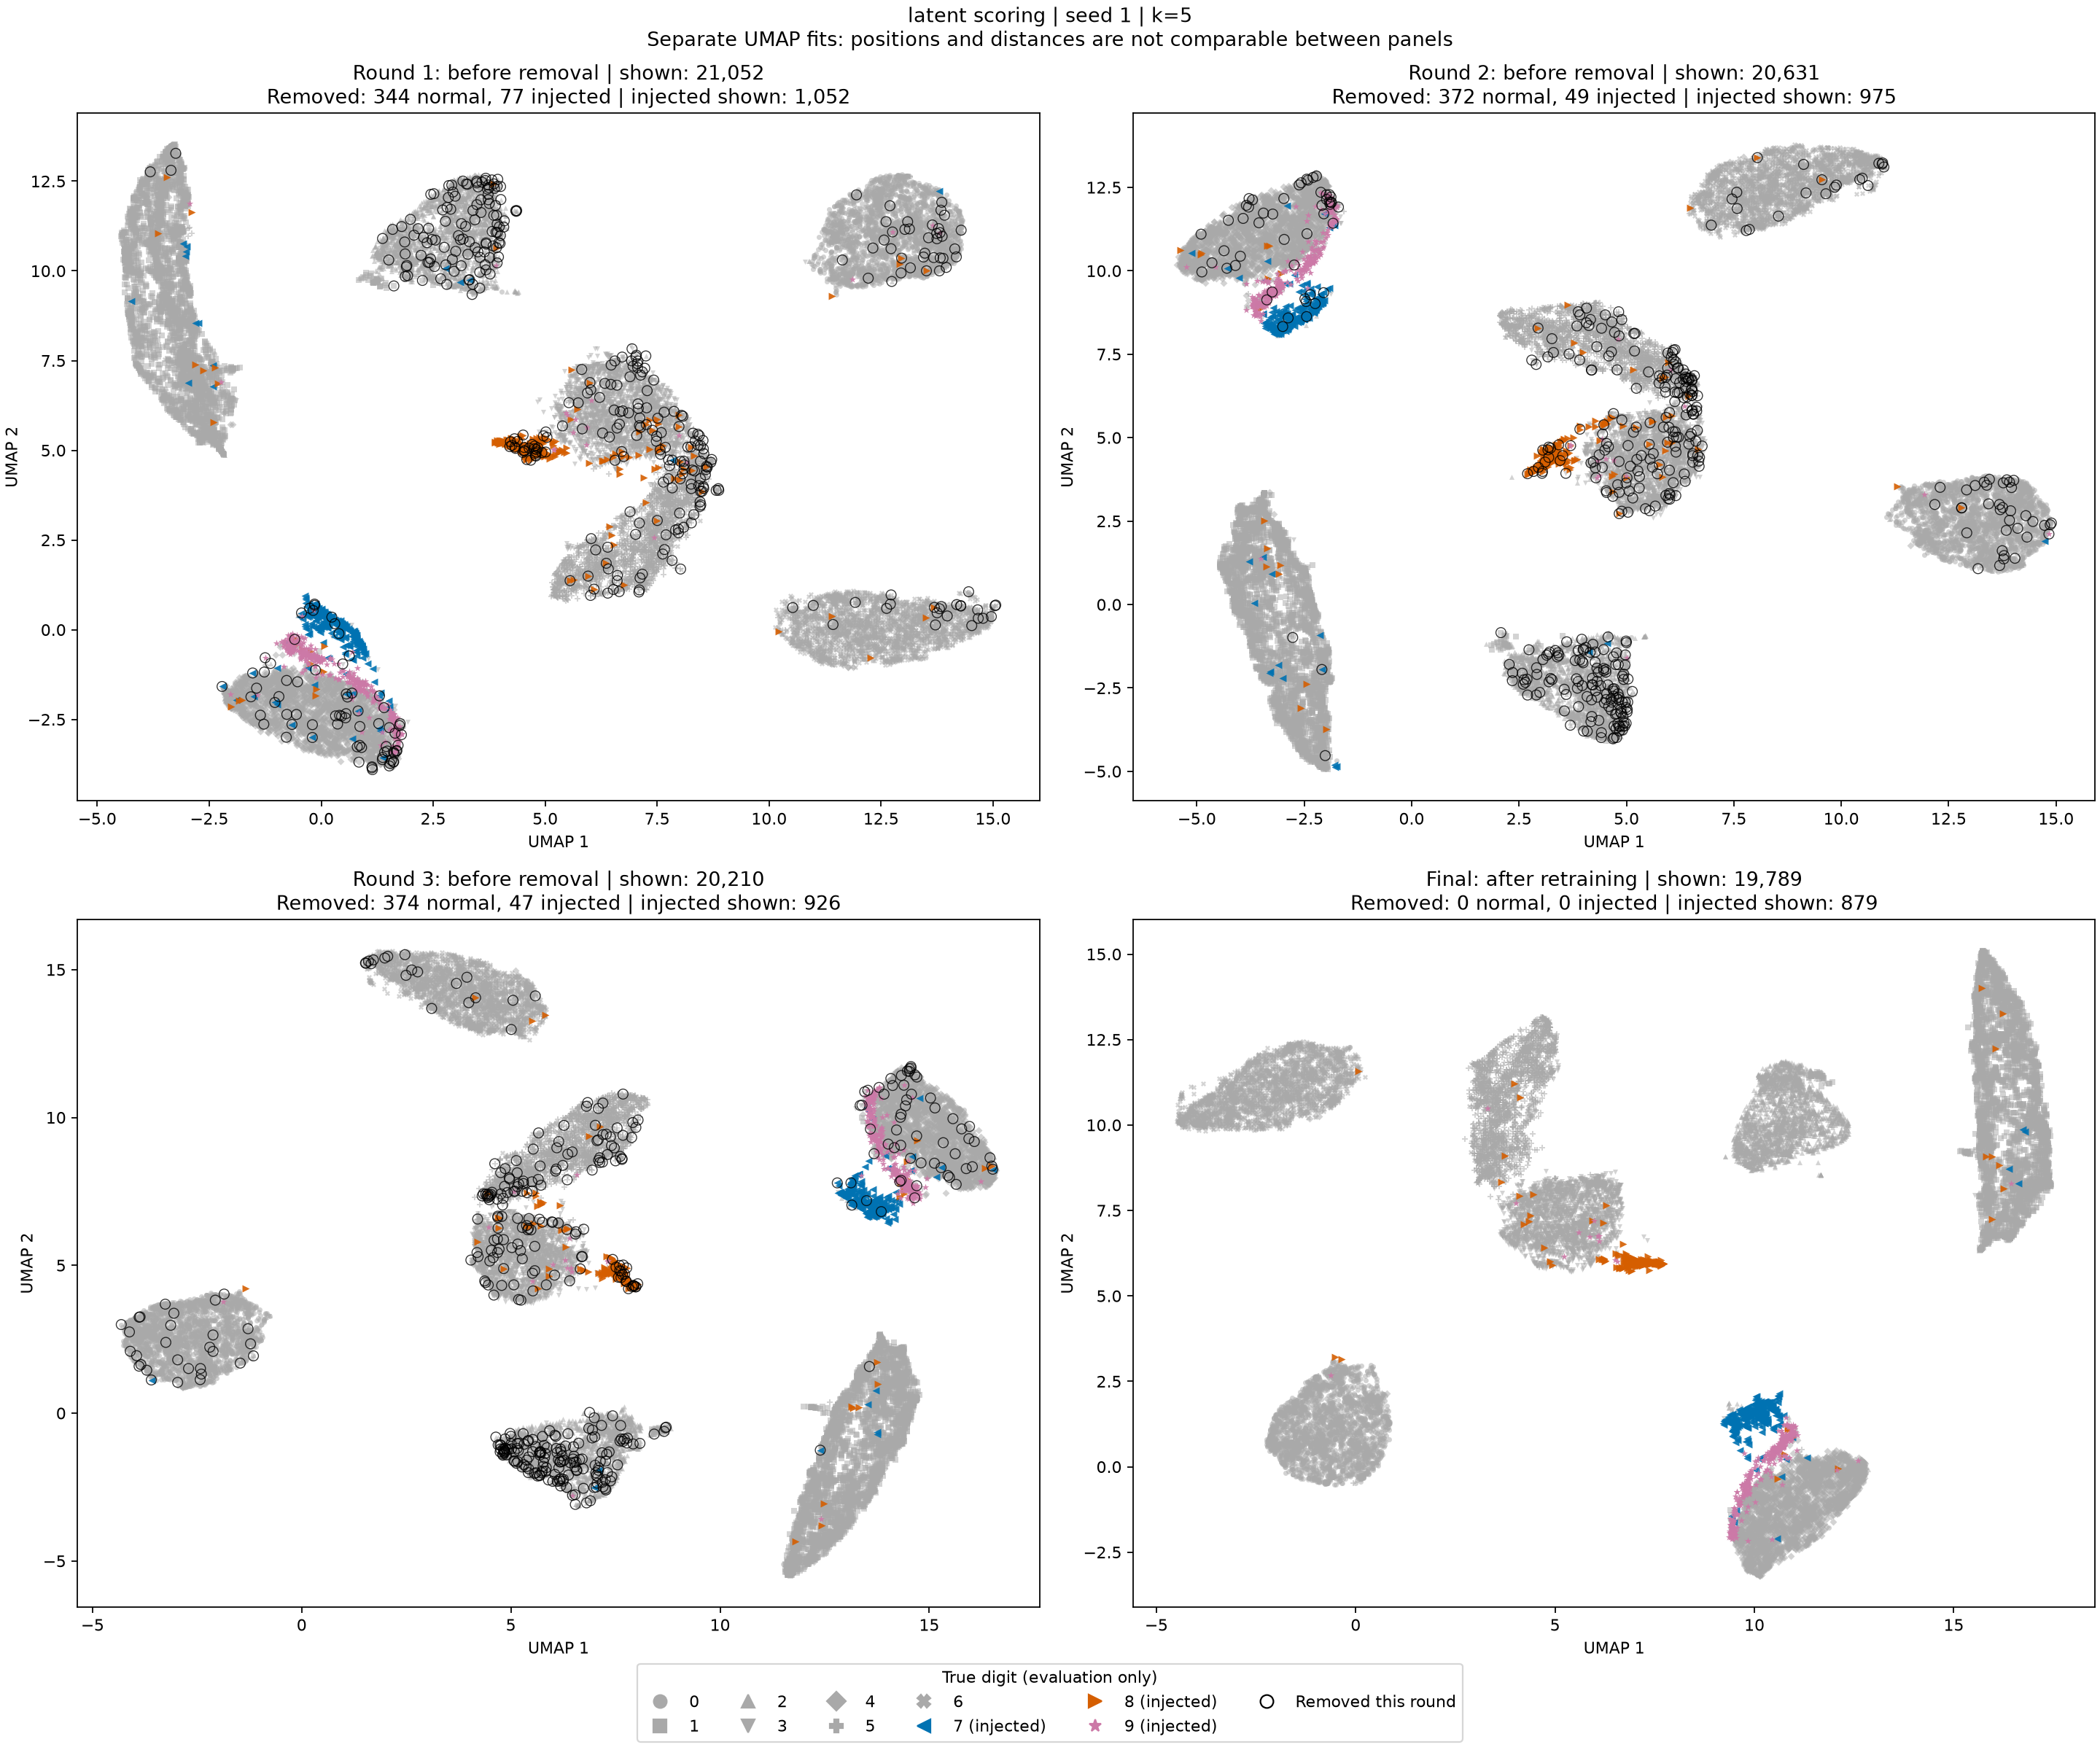 latent scoring | seed 1 | k=5
Separate UMAP fits: positions and distances are not comparable between panels
Round 1: before removal | shown: 21,052
Removed: 344 normal, 77 injected | injected shown: 1,052
12.5
10.0
7.5
5.0
2.5
0.0
−2.5
UMAP 2
−5.0 −2.5 0.0 2.5 5.0 7.5 10.0 12.5 15.0
UMAP 1
Round 2: before removal | shown: 20,631
Removed: 372 normal, 49 injected | injected shown: 975
12.5
10.0
7.5
5.0
2.5
0.0
−2.5
−5.0
UMAP 2
−5.0 −2.5 0.0 2.5 5.0 7.5 10.0 12.5 15.0
UMAP 1
Round 3: before removal | shown: 20,210
Removed: 374 normal, 47 injected | injected shown: 926
15
10
5
0
−5
UMAP 2
−5 0 5 10 15
UMAP 1
Final: after retraining | shown: 19,789
Removed: 0 normal, 0 injected | injected shown: 879
15.0
12.5
10.0
7.5
5.0
2.5
0.0
−2.5
UMAP 2
−5 0 5 10 15
UMAP 1
True digit (evaluation only)
0 2 4 6 8 (injected) Removed this round
1 3 5 7 (injected) 9 (injected)